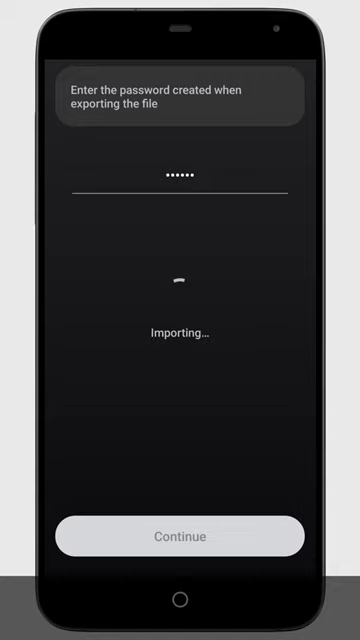 Enter the password created when
exporting the file
••••••
Importing...
Continue